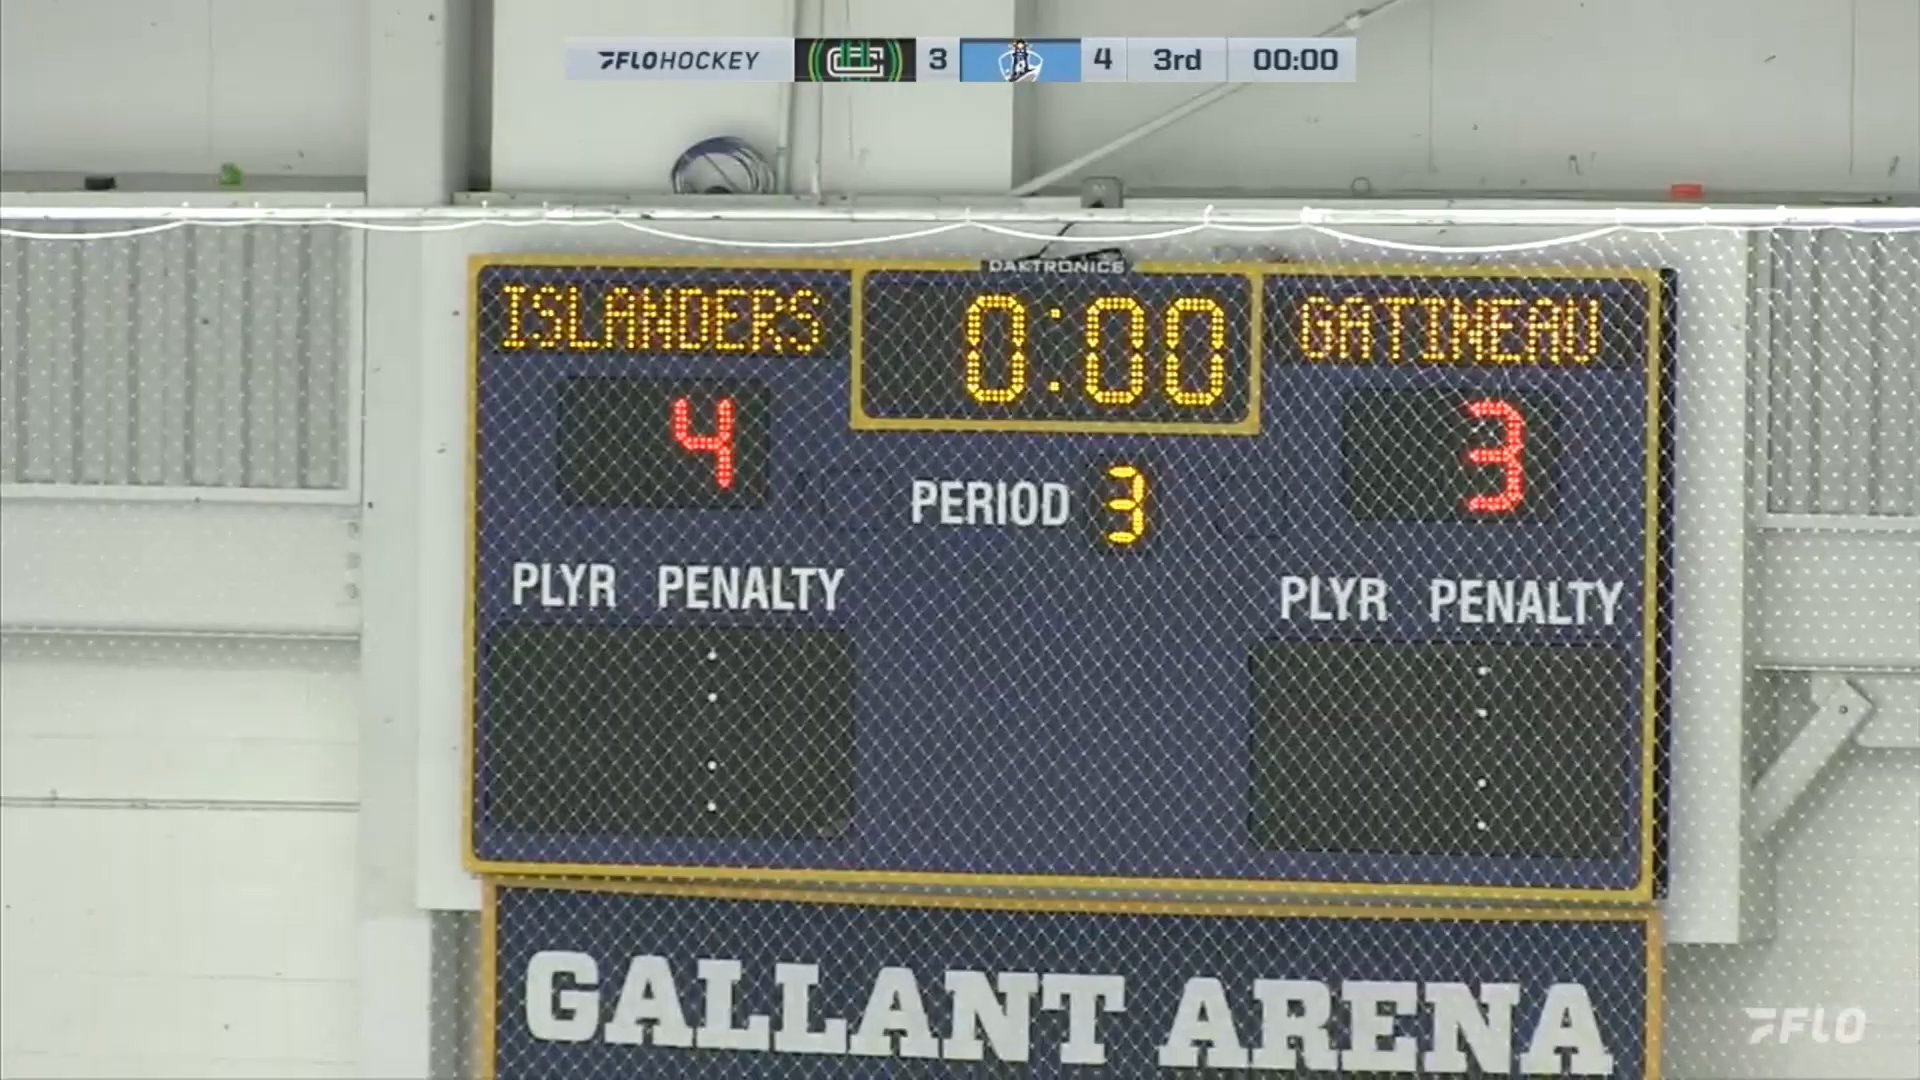 FLOHOCKEY 3 4 3rd 00:00
DAKTRONICS
ISLANDERS 0:00 GATINEAU
4 PERIOD 3 3
PLYR PENALTY PLYR PENALTY
GALLANT ARENA
FLO